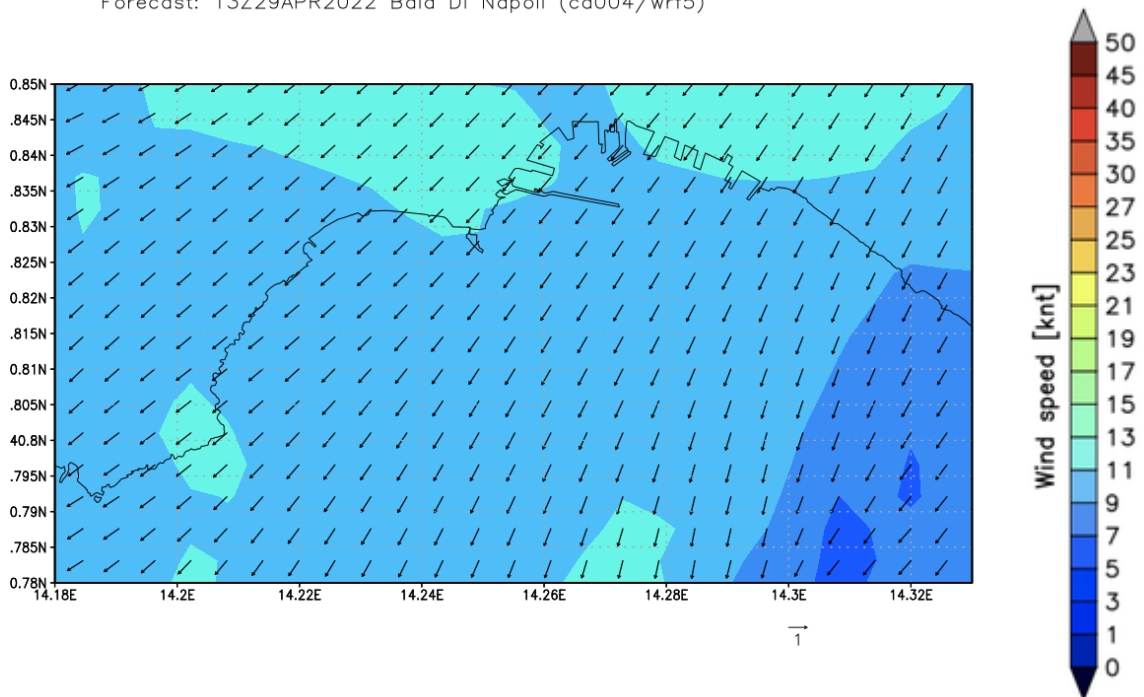 Forecast: 13Z29APR2022 Baia Di Napoli (cd004/wrf5)
0.85N
.845N
0.84N
.835N
0.83N
.825N
0.82N
.815N
0.81N
.805N
40.8N
.795N
0.79N
.785N
0.78N
14.18E 14.2E 14.22E 14.24E 14.26E 14.28E 14.3E 14.32E
1
Wind speed [knt]
50
45
40
35
30
27
25
23
21
19
17
15
13
11
9
7
5
3
1
0